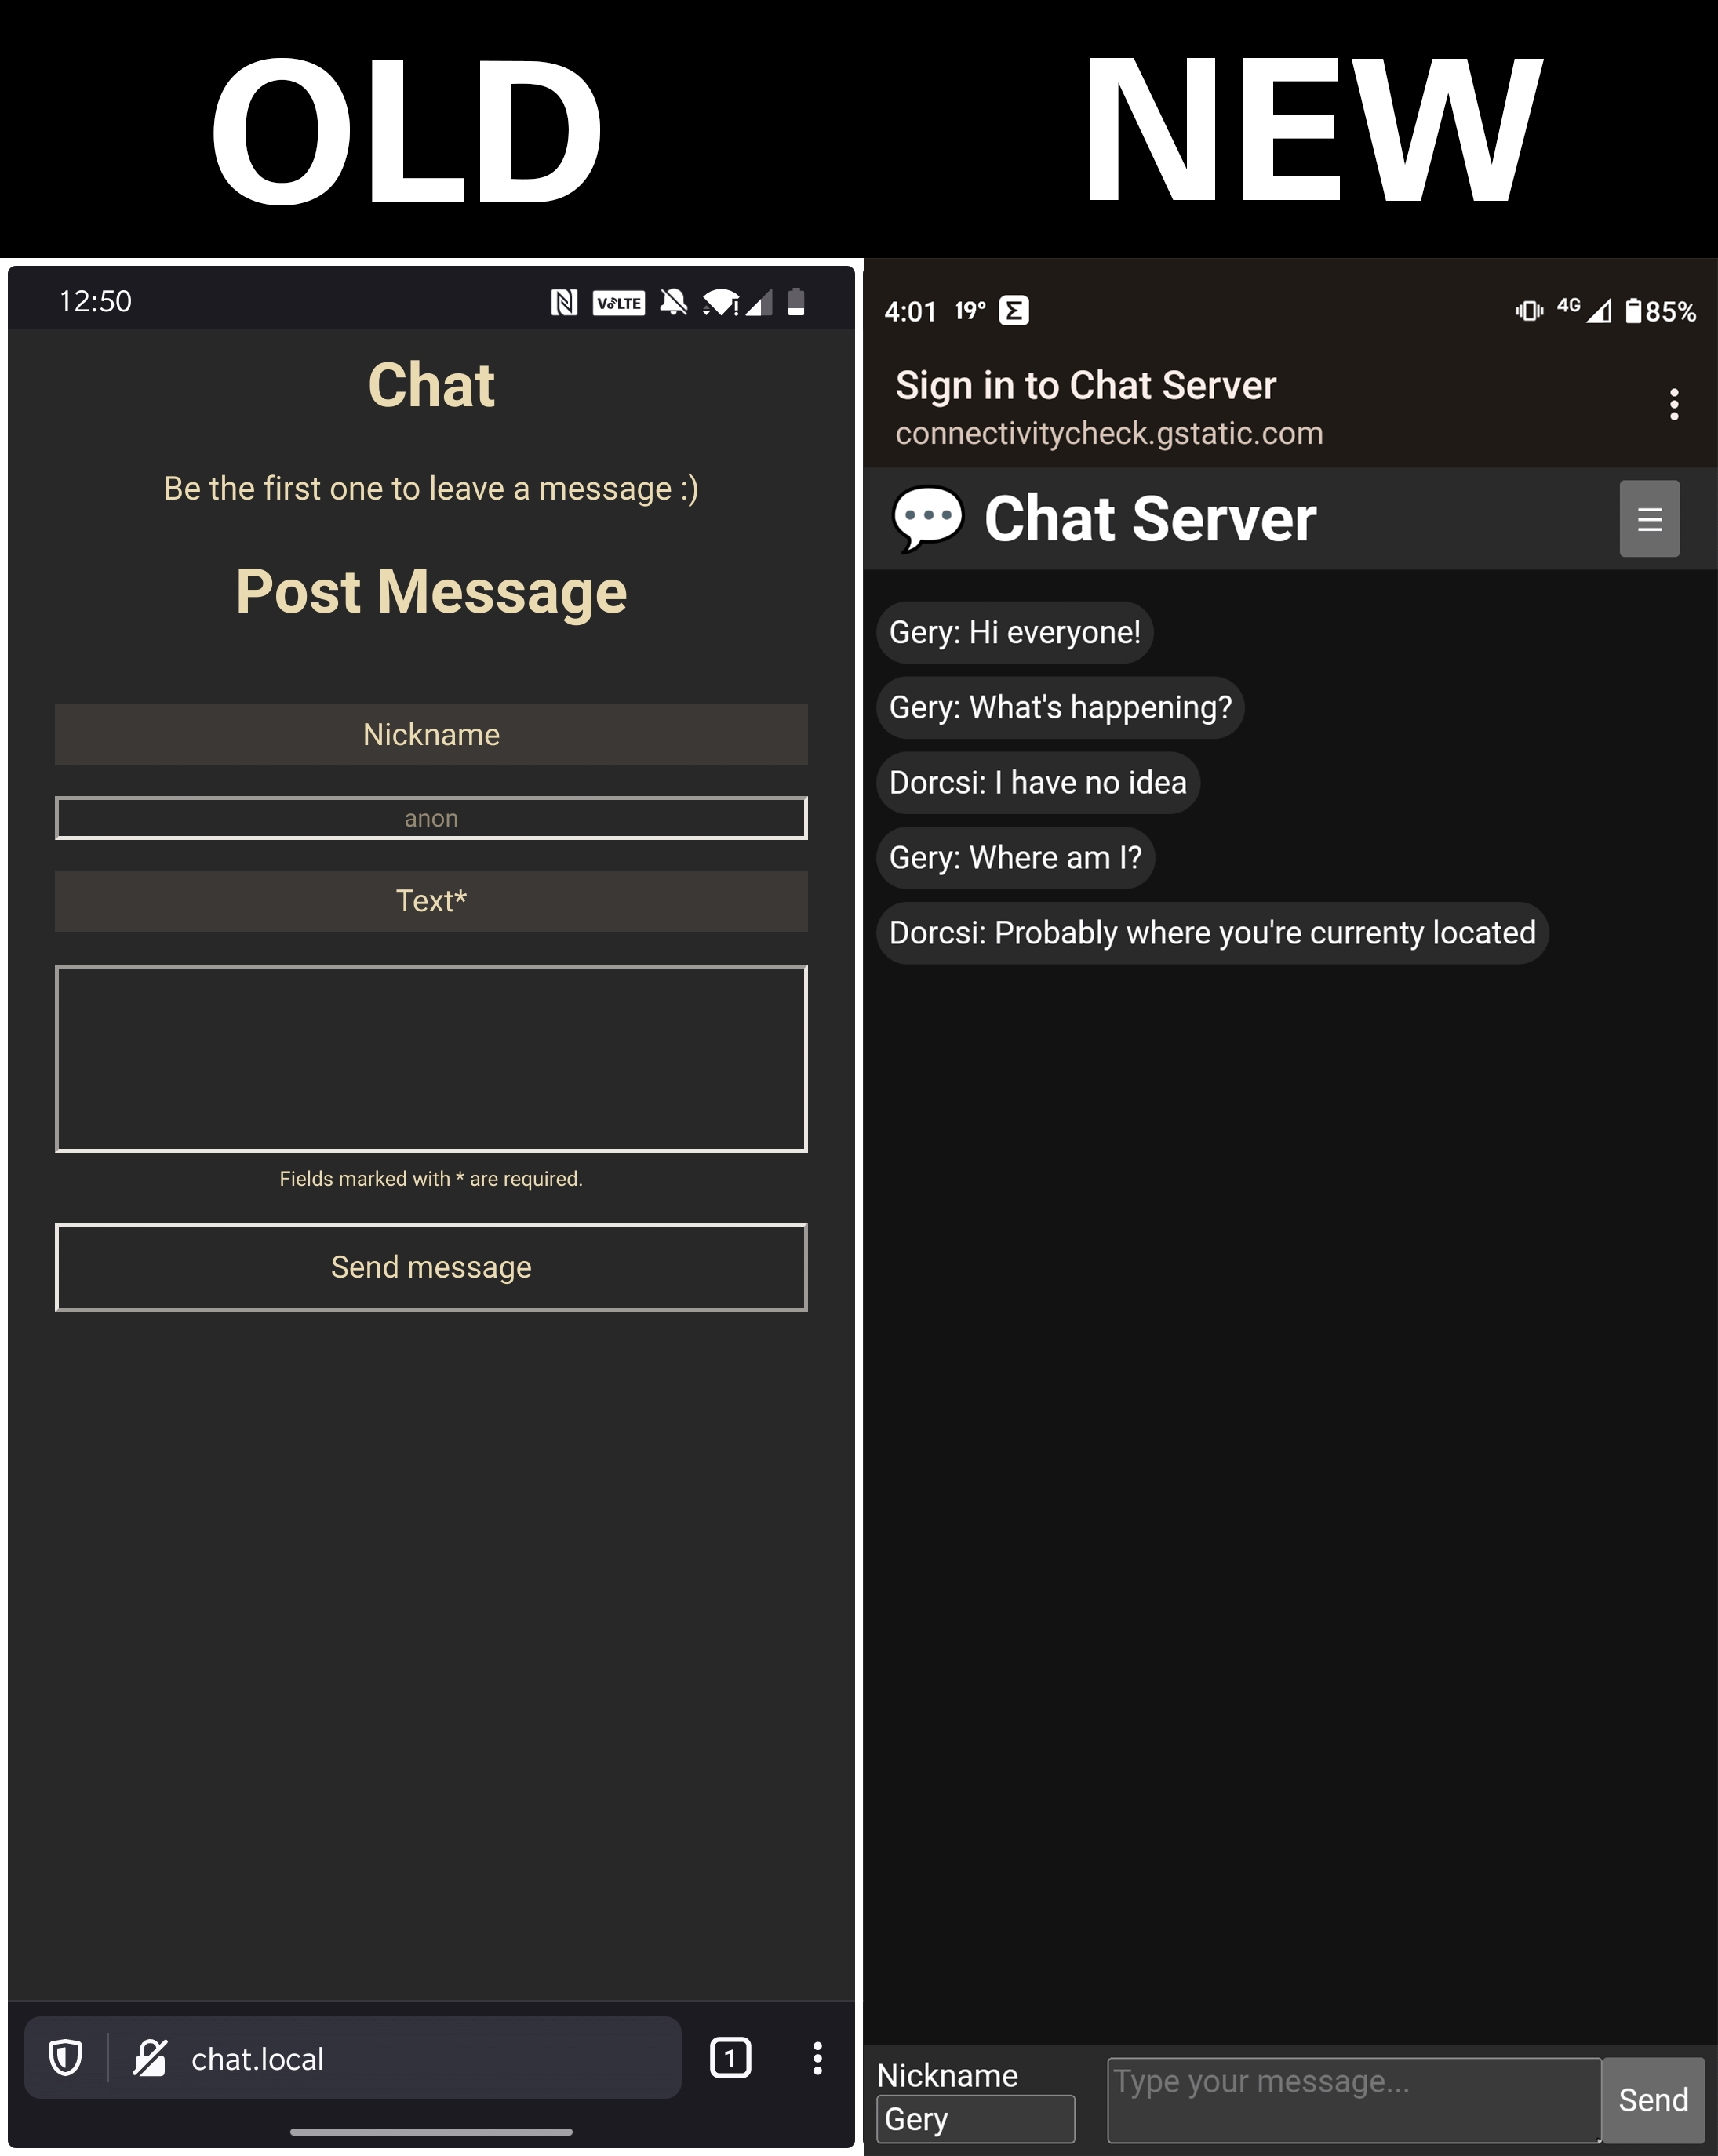 OLD
NEW
12:50
VoLTE
Chat
Be the first one to leave a message :)
Post Message
Nickname
anon
Text*
Fields marked with * are required.
Send message
chat.local
1
4:01 19° Σ
4G 85%
Sign in to Chat Server
connectivitycheck.gstatic.com
Chat Server
Gery: Hi everyone!
Gery: What's happening?
Dorcsi: I have no idea
Gery: Where am I?
Dorcsi: Probably where you're currenty located
Nickname
Gery
Type your message...
Send